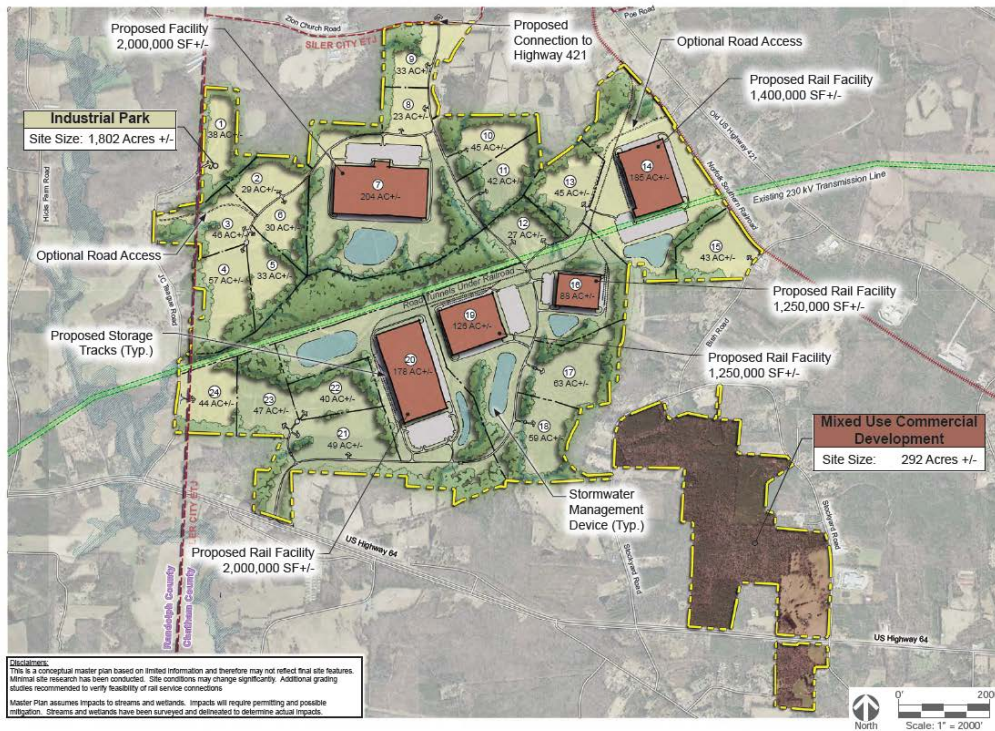 Zion Church Road
Poe Road
SILER CITY ETJ
Proposed Facility
2,000,000 SF+/-
Proposed
Connection to
Highway 421
Optional Road Access
Proposed Rail Facility
1,400,000 SF+/-
Industrial Park
Site Size: 1,802 Acres +/-
9
33 AC+/-
8
23 AC+/-
1
38 AC+/-
10
45 AC+/-
11
42 AC+/-
Old US Highway 421
Norfolk Southern Railroad
14
185 AC+/-
Existing 230 kV Transmission Line
Hicks Farm Road
2
29 AC+/-
7
204 AC+/-
13
45 AC+/-
6
30 AC+/-
3
46 AC+/-
12
27 AC+/-
15
43 AC+/-
Optional Road Access
4
57 AC+/-
5
33 AC+/-
Road Tunnels Under Railroad
16
88 AC+/-
Proposed Rail Facility
1,250,000 SF+/-
JC Teague Road
Proposed Storage
Tracks (Typ.)
19
126 AC+/-
20
178 AC+/-
Proposed Rail Facility
1,250,000 SF+/-
17
63 AC+/-
24
44 AC+/-
23
47 AC+/-
22
40 AC+/-
21
49 AC+/-
18
59 AC+/-
Mixed Use Commercial
Development
Site Size: 292 Acres +/-
Stormwater
Management
Device (Typ.)
SILER CITY ETJ
Stockyard Road
Stockyard Road
US Highway 64
Proposed Rail Facility
2,000,000 SF+/-
Randolph County
Chatham County
US Highway 64
Disclaimers:
This is a conceptual master plan based on limited information and therefore may not reflect final site features.
Minimal site research has been conducted. Site conditions may change significantly. Additional grading
studies recommended to verify feasibility of rail service connections
Master Plan assumes impacts to streams and wetlands. Impacts will require permitting and possible
mitigation. Streams and wetlands have been surveyed and delineated to determine actual impacts.
North
0'
200
Scale: 1" = 2000'